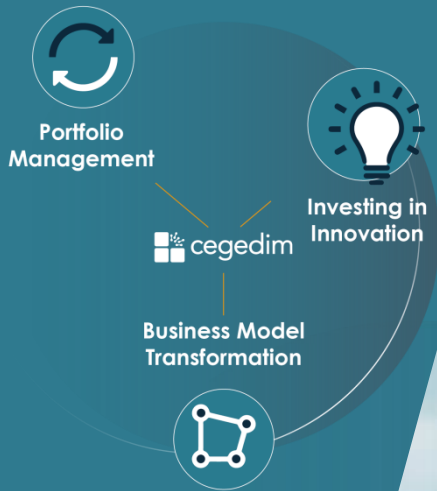 Portfolio
Management
Investing in
Innovation
cegedim
Business Model
Transformation